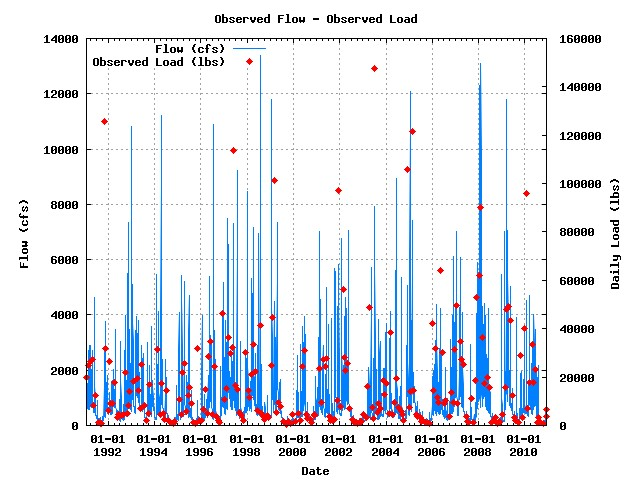 Observed Flow - Observed Load
14000 160000
Flow (cfs)
Observed Load (lbs)
12000 140000
10000 120000
8000 100000
6000 80000
4000 60000
2000 40000
0 20000
0
Flow (cfs)
Daily Load (lbs)
01-01 01-01 01-01 01-01 01-01 01-01 01-01 01-01 01-01 01-01
1992 1994 1996 1998 2000 2002 2004 2006 2008 2010
Date